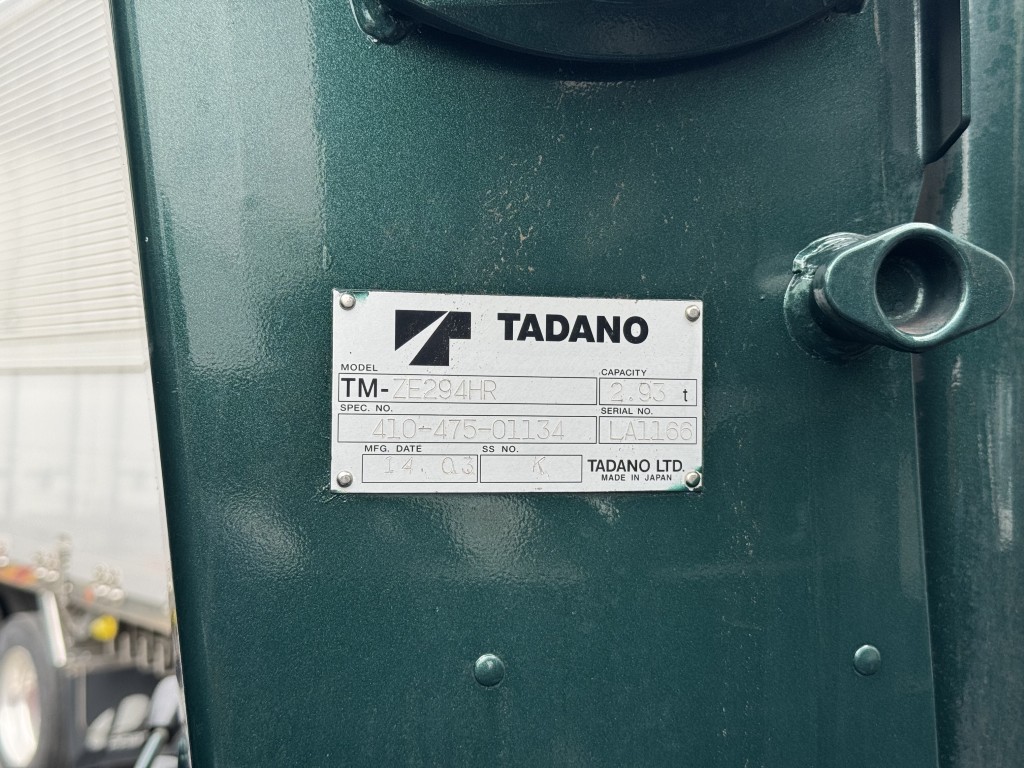 TADANO
MODEL CAPACITY
TM-ZE294HR 2.93 t
SPEC. NO. SERIAL NO.
410-475-01134 LA1166
MFG. DATE SS NO.
14. 03 K TADANO LTD.
MADE IN JAPAN